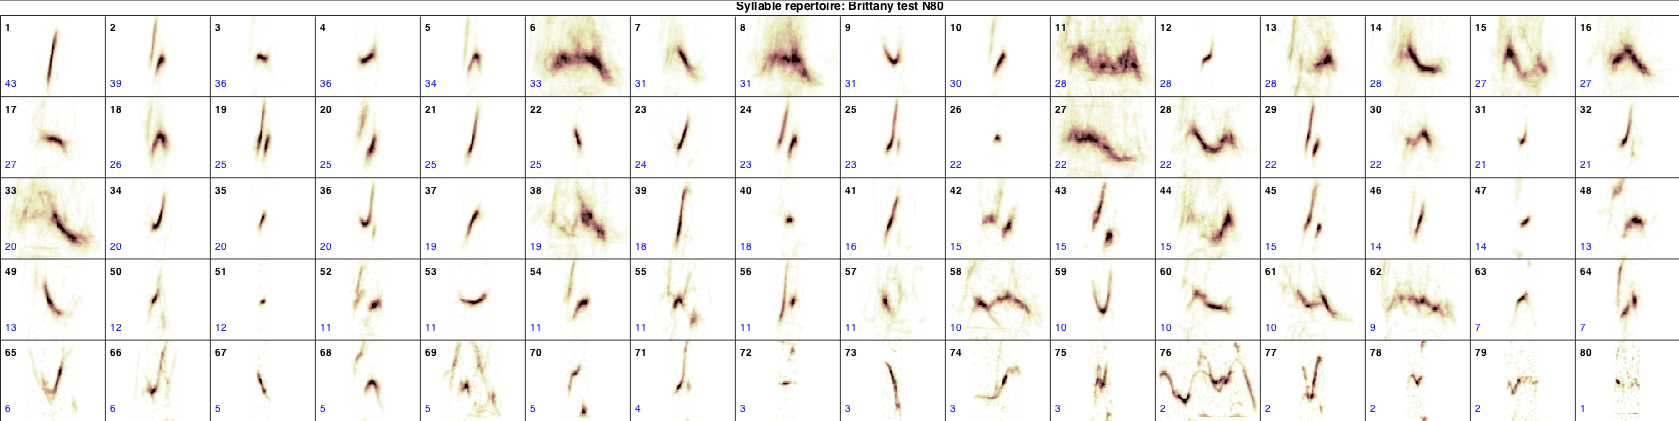 Syllable repertoire: Brittany test N80
1 2 3 4 5 6 7 8 9 10 11 12 13 14 15 16
43 39 36 36 34 33 31 31 31 30 28 28 28 28 27 27
17 18 19 20 21 22 23 24 25 26 27 28 29 30 31 32
27 26 25 25 25 25 24 23 23 22 22 22 22 22 21 21
33 34 35 36 37 38 39 40 41 42 43 44 45 46 47 48
20 20 20 20 19 19 18 18 16 15 15 15 15 14 14 13
49 50 51 52 53 54 55 56 57 58 59 60 61 62 63 64
13 12 12 11 11 11 11 11 11 10 10 10 10 9 7 7
65 66 67 68 69 70 71 72 73 74 75 76 77 78 79 80
6 6 5 5 5 5 4 3 3 3 3 2 2 2 2 1